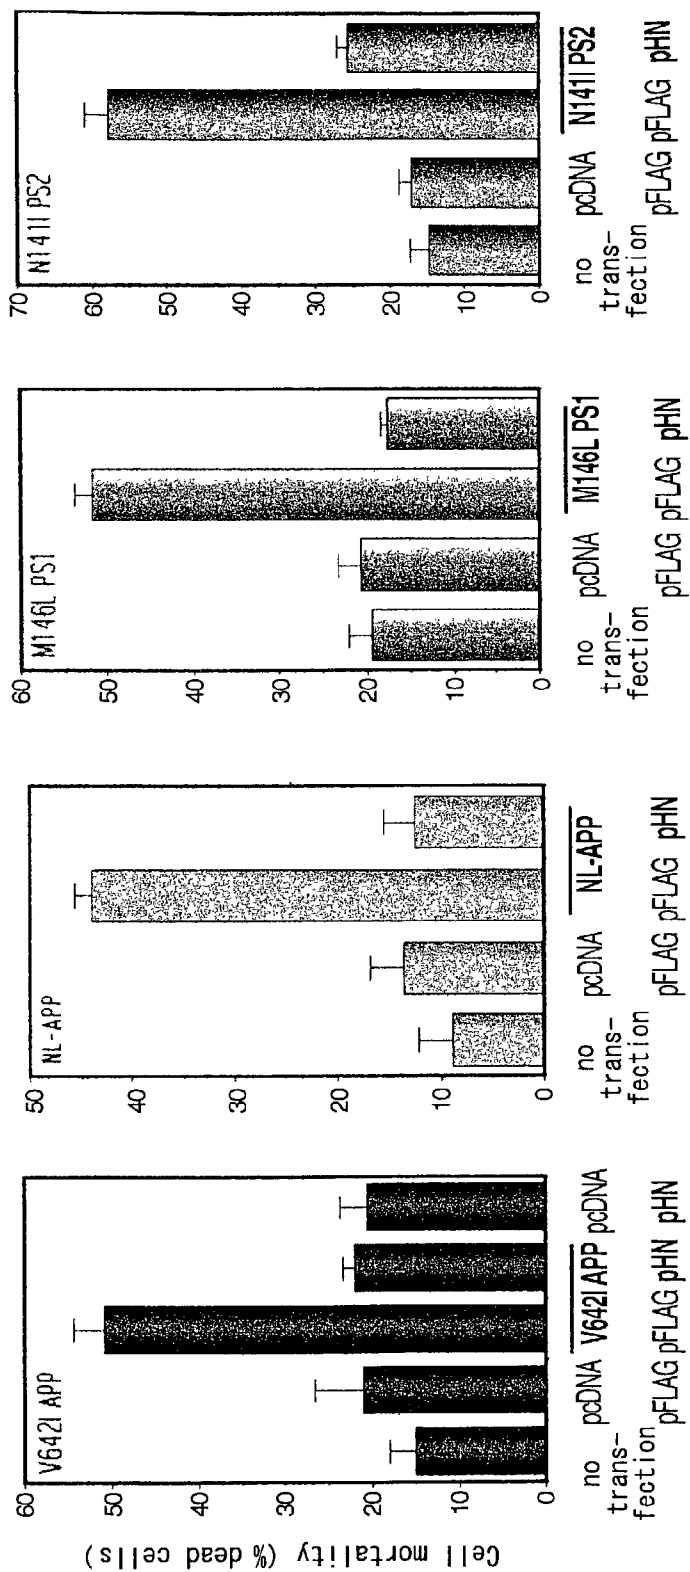 Cell mortality (% dead cells)
V642I APP
60
50
40
30
20
10
0
no trans-fection
pcDNA V642I APP pcDNA
pFLAG pFLAG pHN pHN
NL-APP
50
40
30
20
10
0
no trans-fection
pcDNA NL-APP
pFLAG pFLAG pHN
M146L PS1
60
50
40
30
20
10
0
no trans-fection
pcDNA M146L PS1
pFLAG pFLAG pHN
N141I PS2
70
60
50
40
30
20
10
0
no trans-fection
pcDNA N141I PS2
pFLAG pFLAG pHN